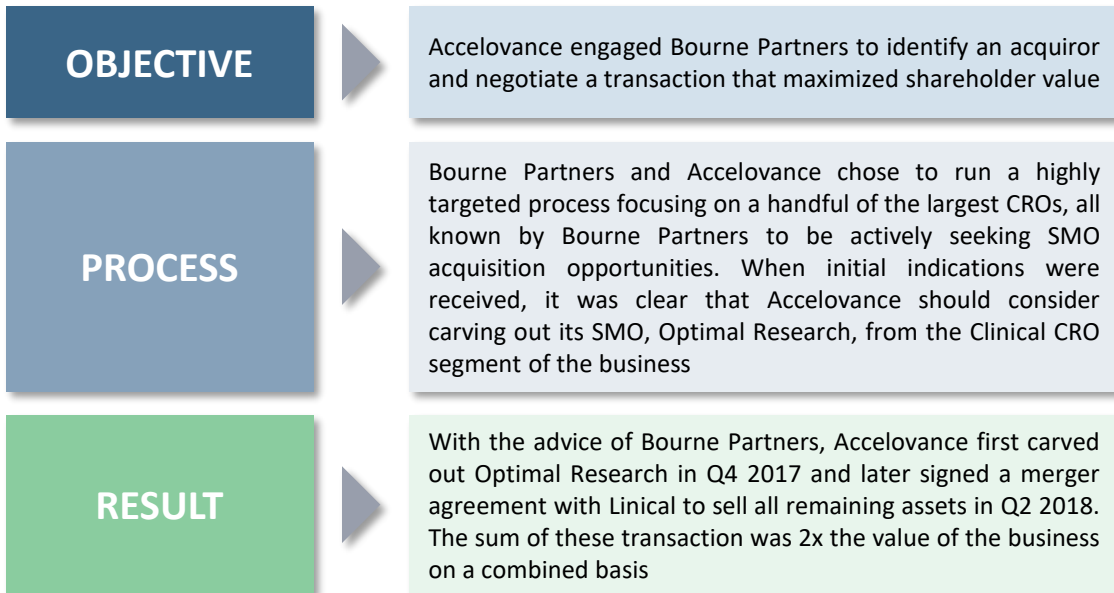 OBJECTIVE
Accelovance engaged Bourne Partners to identify an acquiror
and negotiate a transaction that maximized shareholder value
PROCESS
Bourne Partners and Accelovance chose to run a highly
targeted process focusing on a handful of the largest CROs, all
known by Bourne Partners to be actively seeking SMO
acquisition opportunities. When initial indications were
received, it was clear that Accelovance should consider
carving out its SMO, Optimal Research, from the Clinical CRO
segment of the business
RESULT
With the advice of Bourne Partners, Accelovance first carved
out Optimal Research in Q4 2017 and later signed a merger
agreement with Linical to sell all remaining assets in Q2 2018.
The sum of these transaction was 2x the value of the business
on a combined basis